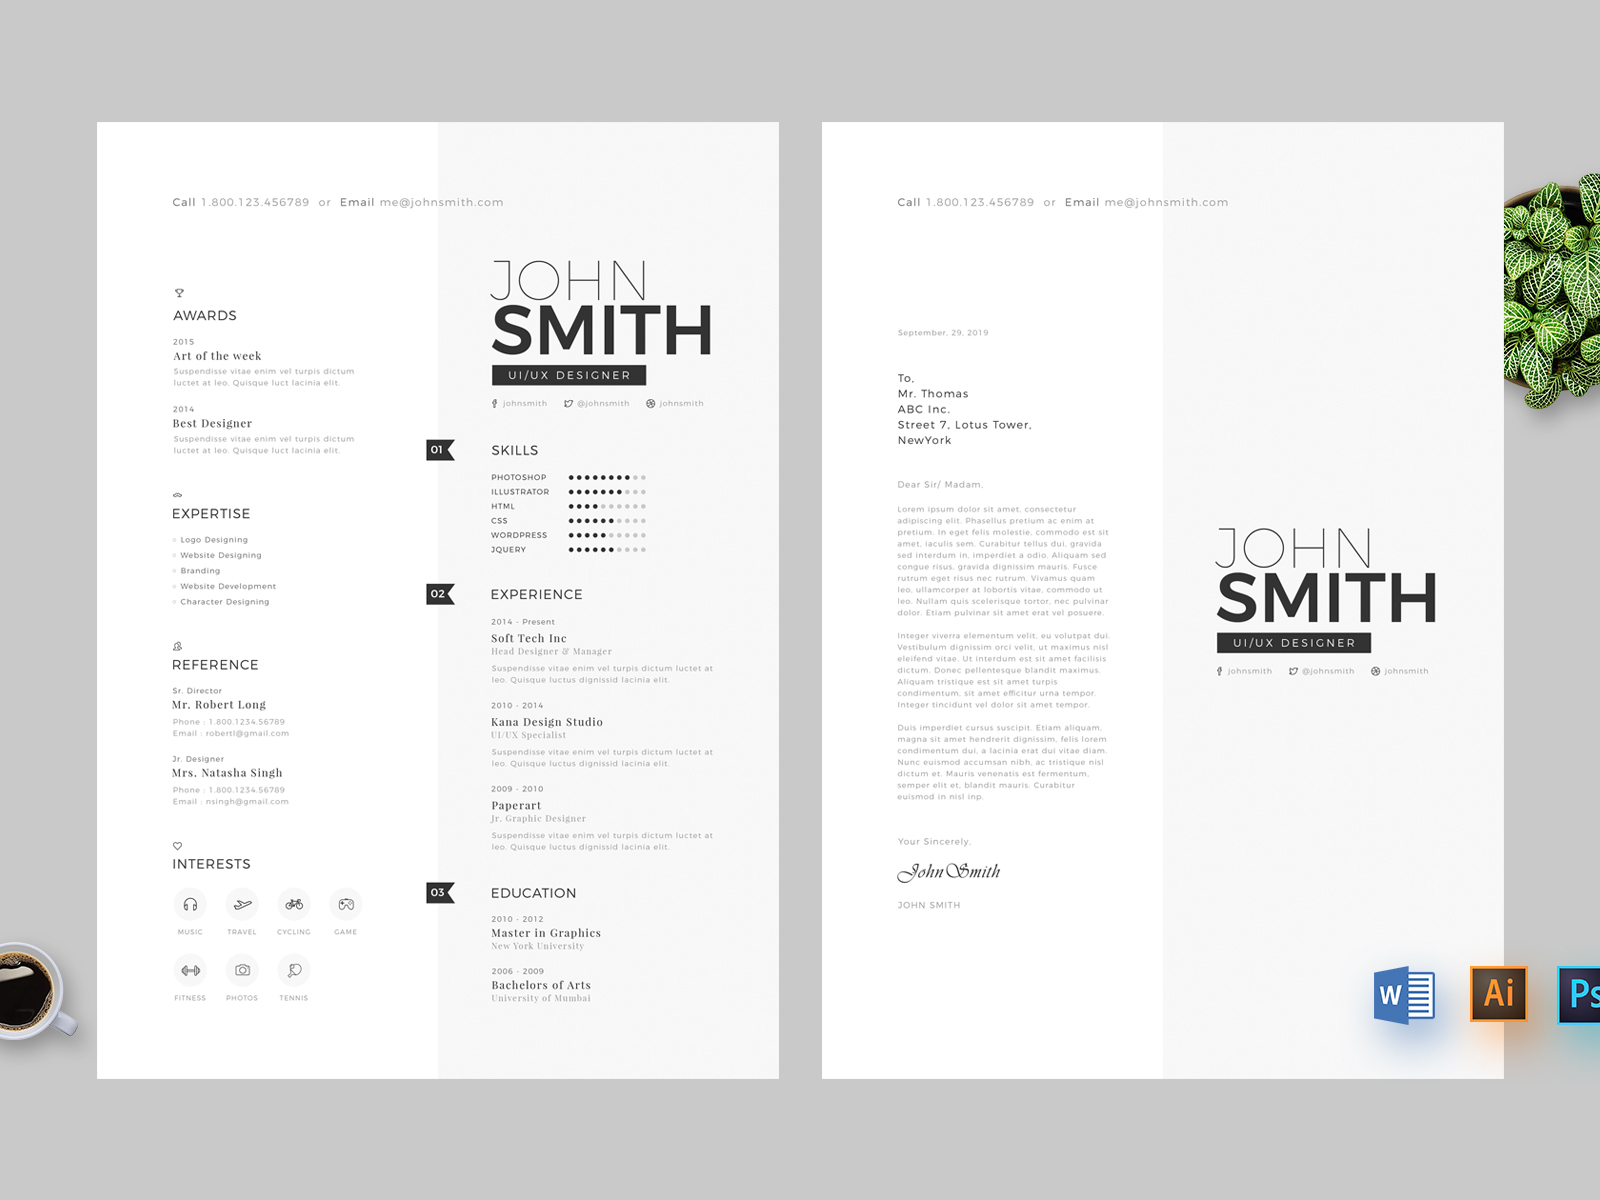 Call 1.800.123.456789 or Email me@johnsmith.com
AWARDS
2015
Art of the week
Suspendisse vitae enim vel turpis dictum
luctet at leo. Quisque luct lacinia elit.
2014
Best Designer
Suspendisse vitae enim vel turpis dictum
luctet at leo. Quisque luct lacinia elit.
EXPERTISE
Logo Designing
Website Designing
Branding
Website Development
Character Designing
REFERENCE
Sr. Director
Mr. Robert Long
Phone : 1.800.1234.56789
Email : robertl@gmail.com
Jr. Designer
Mrs. Natasha Singh
Phone : 1.800.1234.56789
Email : nsingh@gmail.com
INTERESTS
MUSIC TRAVEL CYCLING GAME
FITNESS PHOTOS TENNIS
JOHN
SMITH
UI/UX DESIGNER
johnsmith @johnsmith johnsmith
01 SKILLS
PHOTOSHOP
ILLUSTRATOR
HTML
CSS
WORDPRESS
JQUERY
02 EXPERIENCE
2014 - Present
Soft Tech Inc
Head Designer & Manager
Suspendisse vitae enim vel turpis dictum luctet at
leo. Quisque luctus dignissid lacinia elit.
2010 - 2014
Kana Design Studio
UI/UX Specialist
Suspendisse vitae enim vel turpis dictum luctet at
leo. Quisque luctus dignissid lacinia elit.
2009 - 2010
Paperart
Jr. Graphic Designer
Suspendisse vitae enim vel turpis dictum luctet at
leo. Quisque luctus dignissid lacinia elit.
03 EDUCATION
2010 - 2012
Master in Graphics
New York University
2006 - 2009
Bachelors of Arts
University of Mumbai
Call 1.800.123.456789 or Email me@johnsmith.com
September, 29, 2019
To,
Mr. Thomas
ABC Inc.
Street 7, Lotus Tower,
NewYork
Dear Sir/ Madam,
Lorem ipsum dolor sit amet, consectetur
adipiscing elit. Phasellus pretium ac enim at
pretium. In eget felis molestie, commodo est sit
amet, iaculis sem. Curabitur tellus dui, gravida
sed interdum in, imperdiet a odio. Aliquam sed
congue risus, gravida dignissim mauris. Fusce
rutrum eget risus nec rutrum. Vivamus quam
leo, ullamcorper at lobortis vitae, commodo ut
leo. Nullam quis scelerisque tortor, nec pulvinar
dolor. Etiam pulvinar sit amet erat vel posuere.
Integer viverra elementum velit, eu volutpat dui.
Vestibulum dignissim orci velit, ut maximus nisl
eleifend vitae. Ut interdum est sit amet facilisis
dictum. Donec pellentesque blandit maximus.
Aliquam tristique est sit amet turpis
condimentum, sit amet efficitur urna tempor.
Integer tincidunt vel dolor sit amet tempor.
Duis imperdiet cursus suscipit. Etiam aliquam,
magna sit amet hendrerit dignissim, felis lorem
condimentum dui, a lacinia erat dui vitae diam.
Nunc euismod accumsan nibh, ac tristique nisl
dictum et. Mauris venenatis est fermentum,
semper elit et, blandit mauris. Curabitur
euismod in nisl inp.
Your Sincerely,
John Smith
JOHN SMITH
JOHN
SMITH
UI/UX DESIGNER
johnsmith @johnsmith johnsmith
W Ai Ps